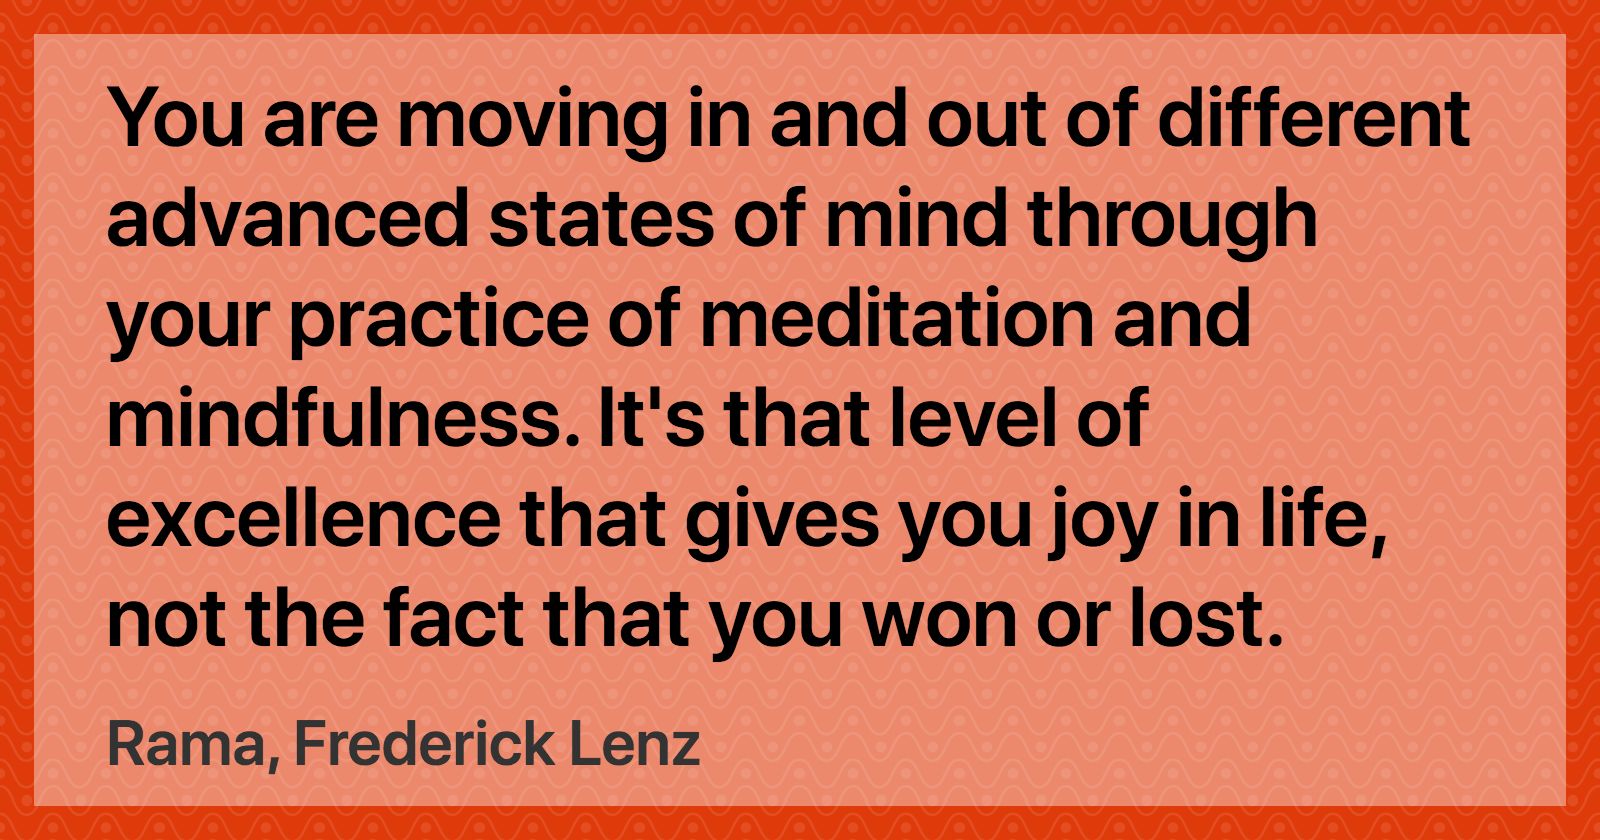 You are moving in and out of different
advanced states of mind through
your practice of meditation and
mindfulness. It's that level of
excellence that gives you joy in life,
not the fact that you won or lost.
Rama, Frederick Lenz